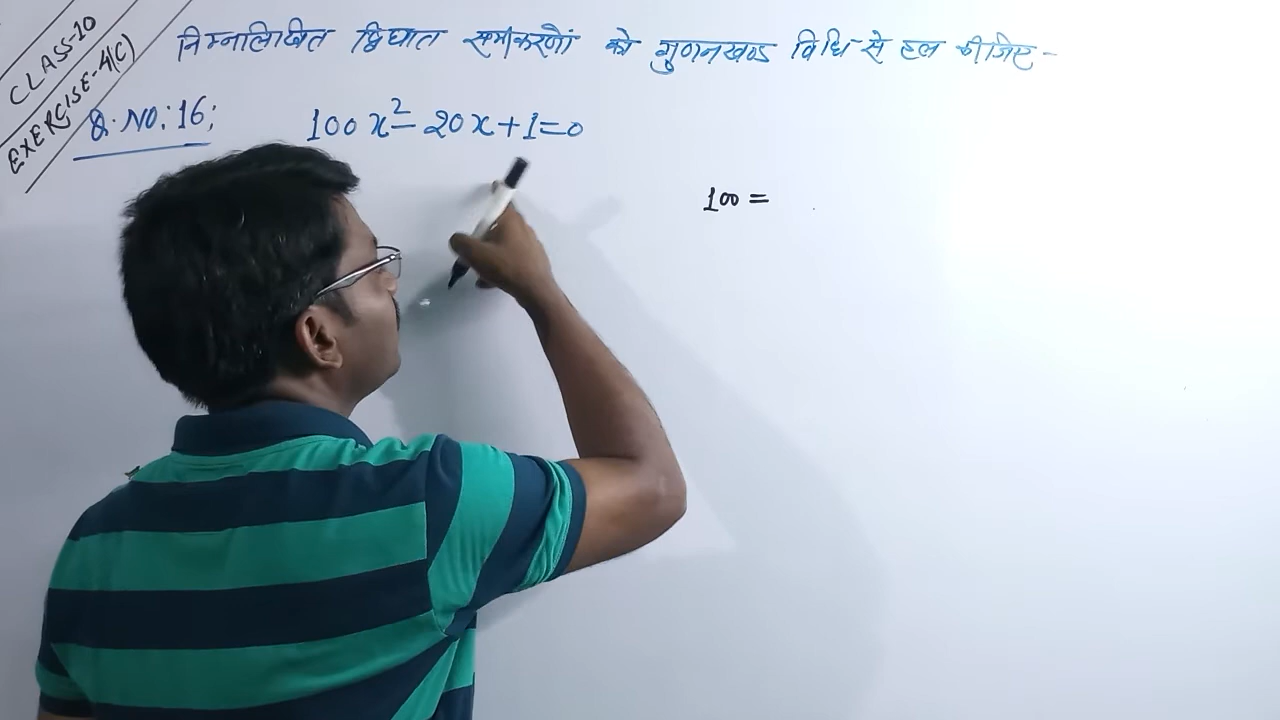 CLASS-10
EXERCISE-4(C)
निम्नलिखित द्विघात समीकरणों को गुणनखण्ड विधि से हल कीजिए-
Q. NO: 16;
100x²- 20x+1=0
100 =